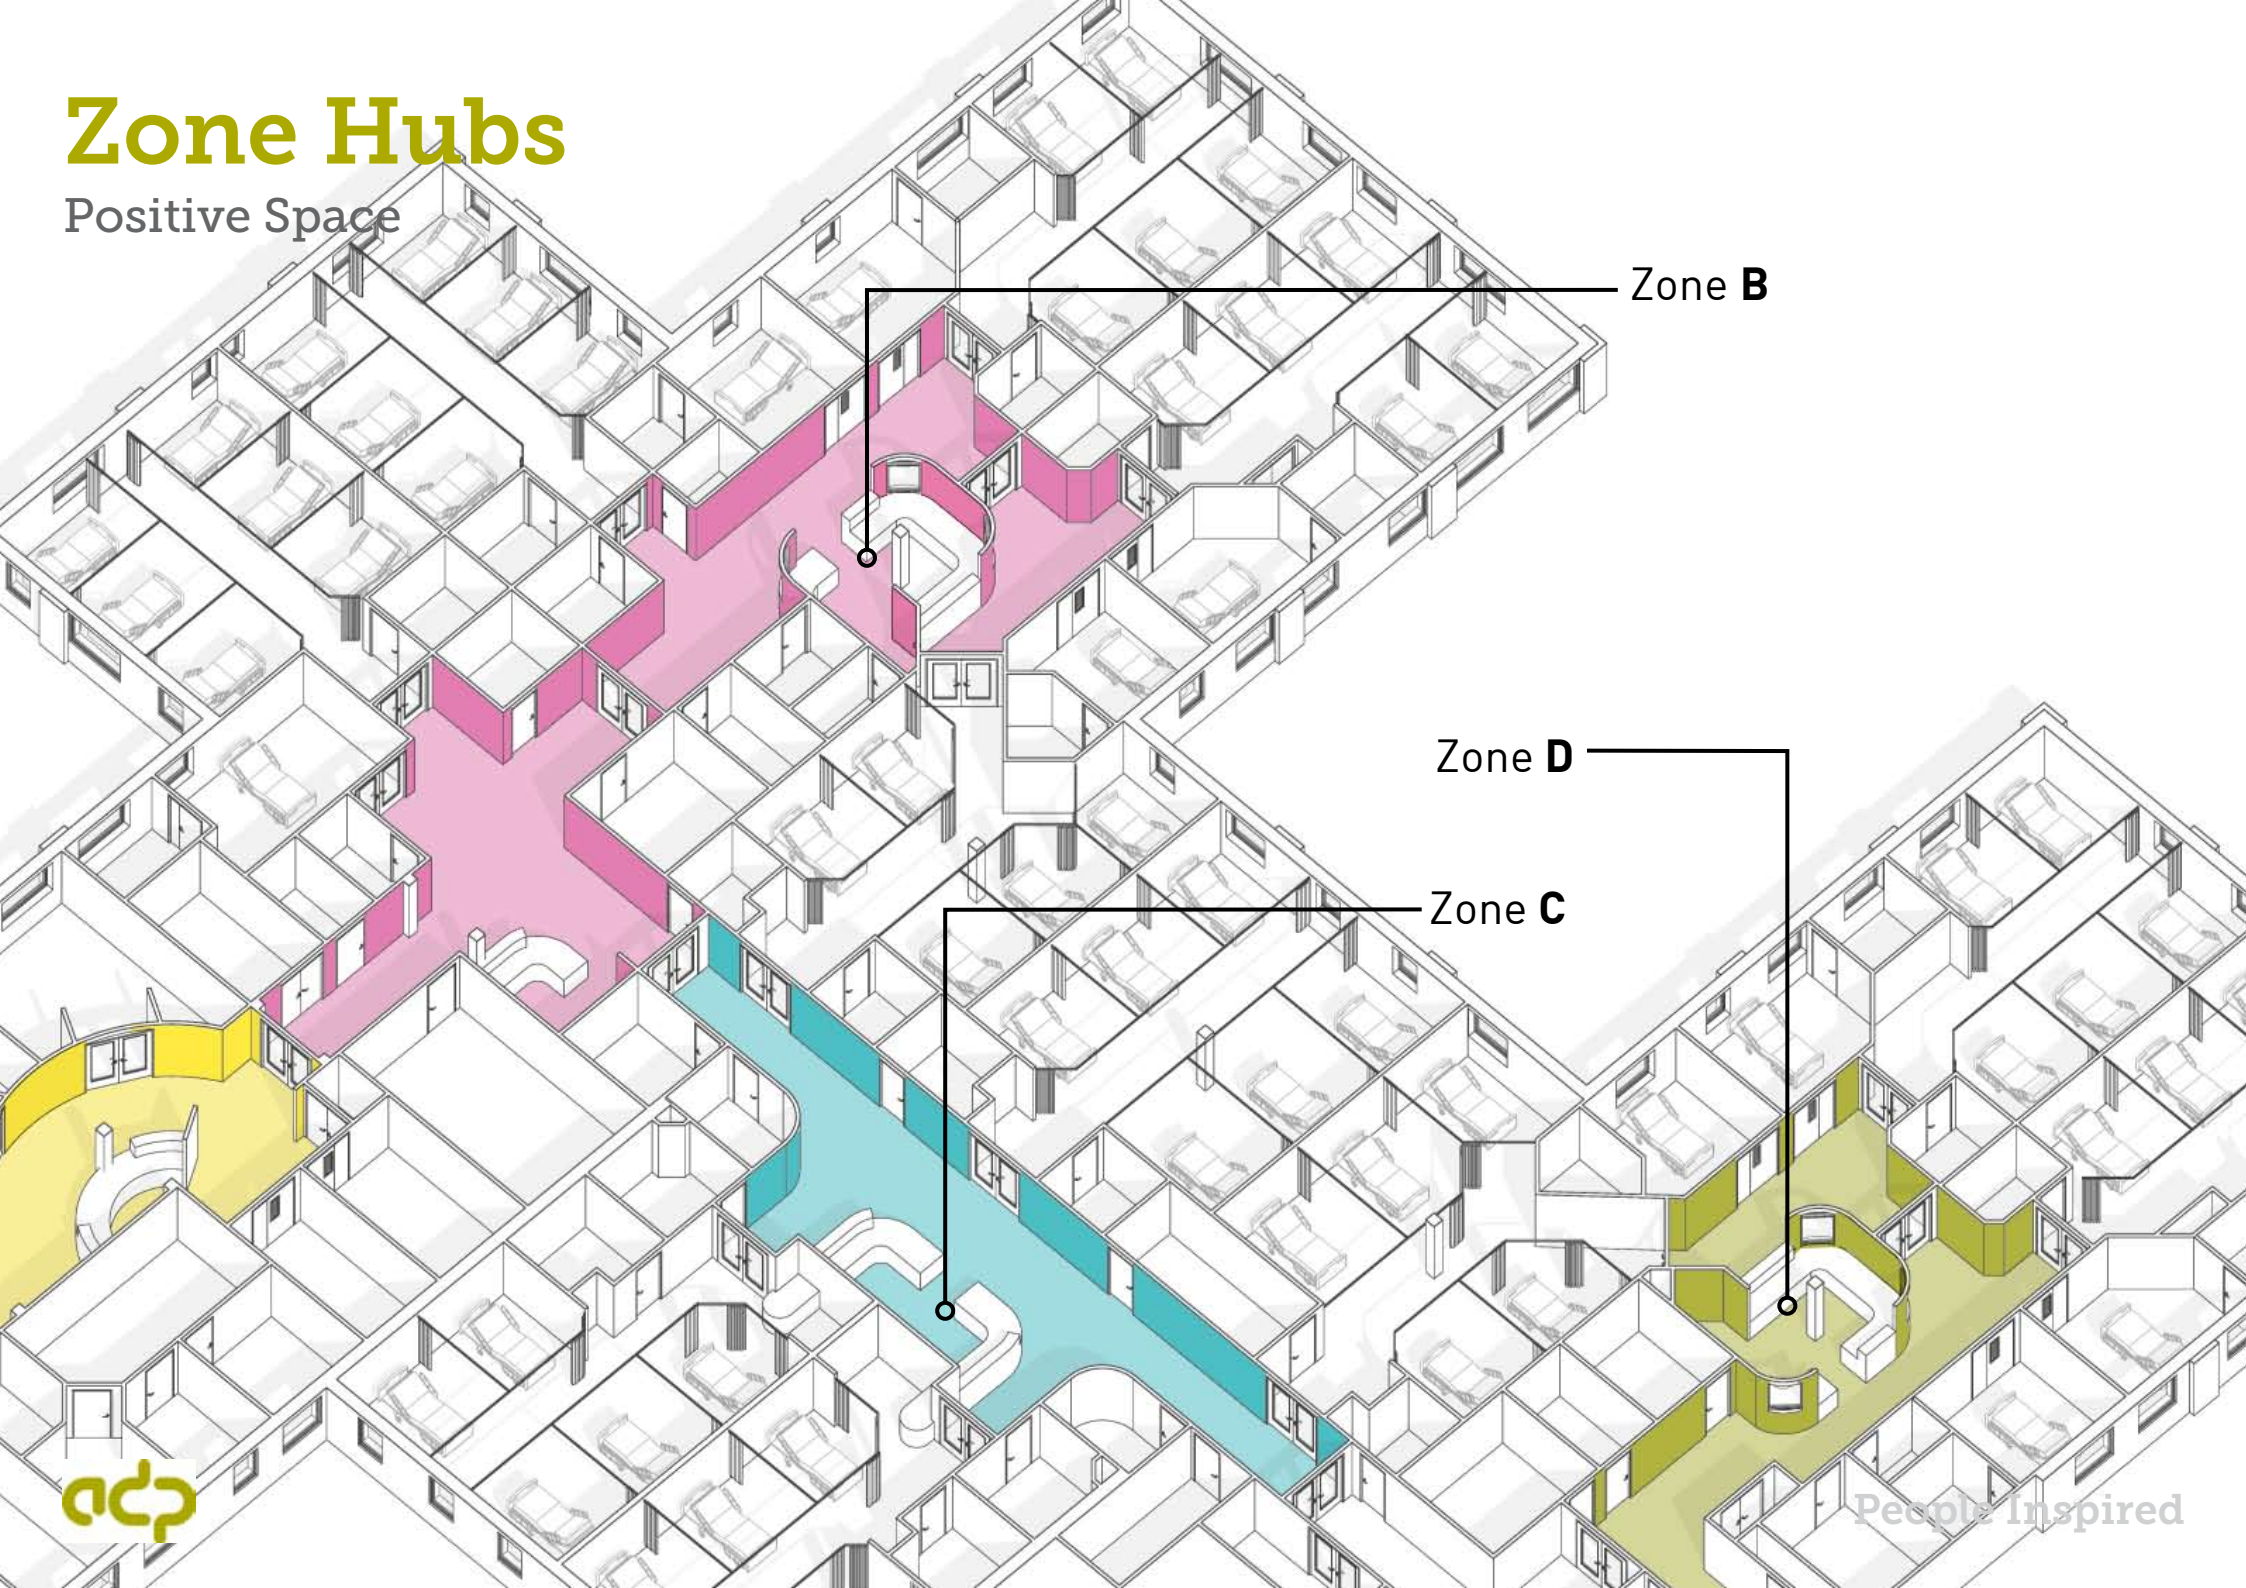 Zone Hubs
Positive Space
Zone B
Zone D
Zone C
adp
People Inspired